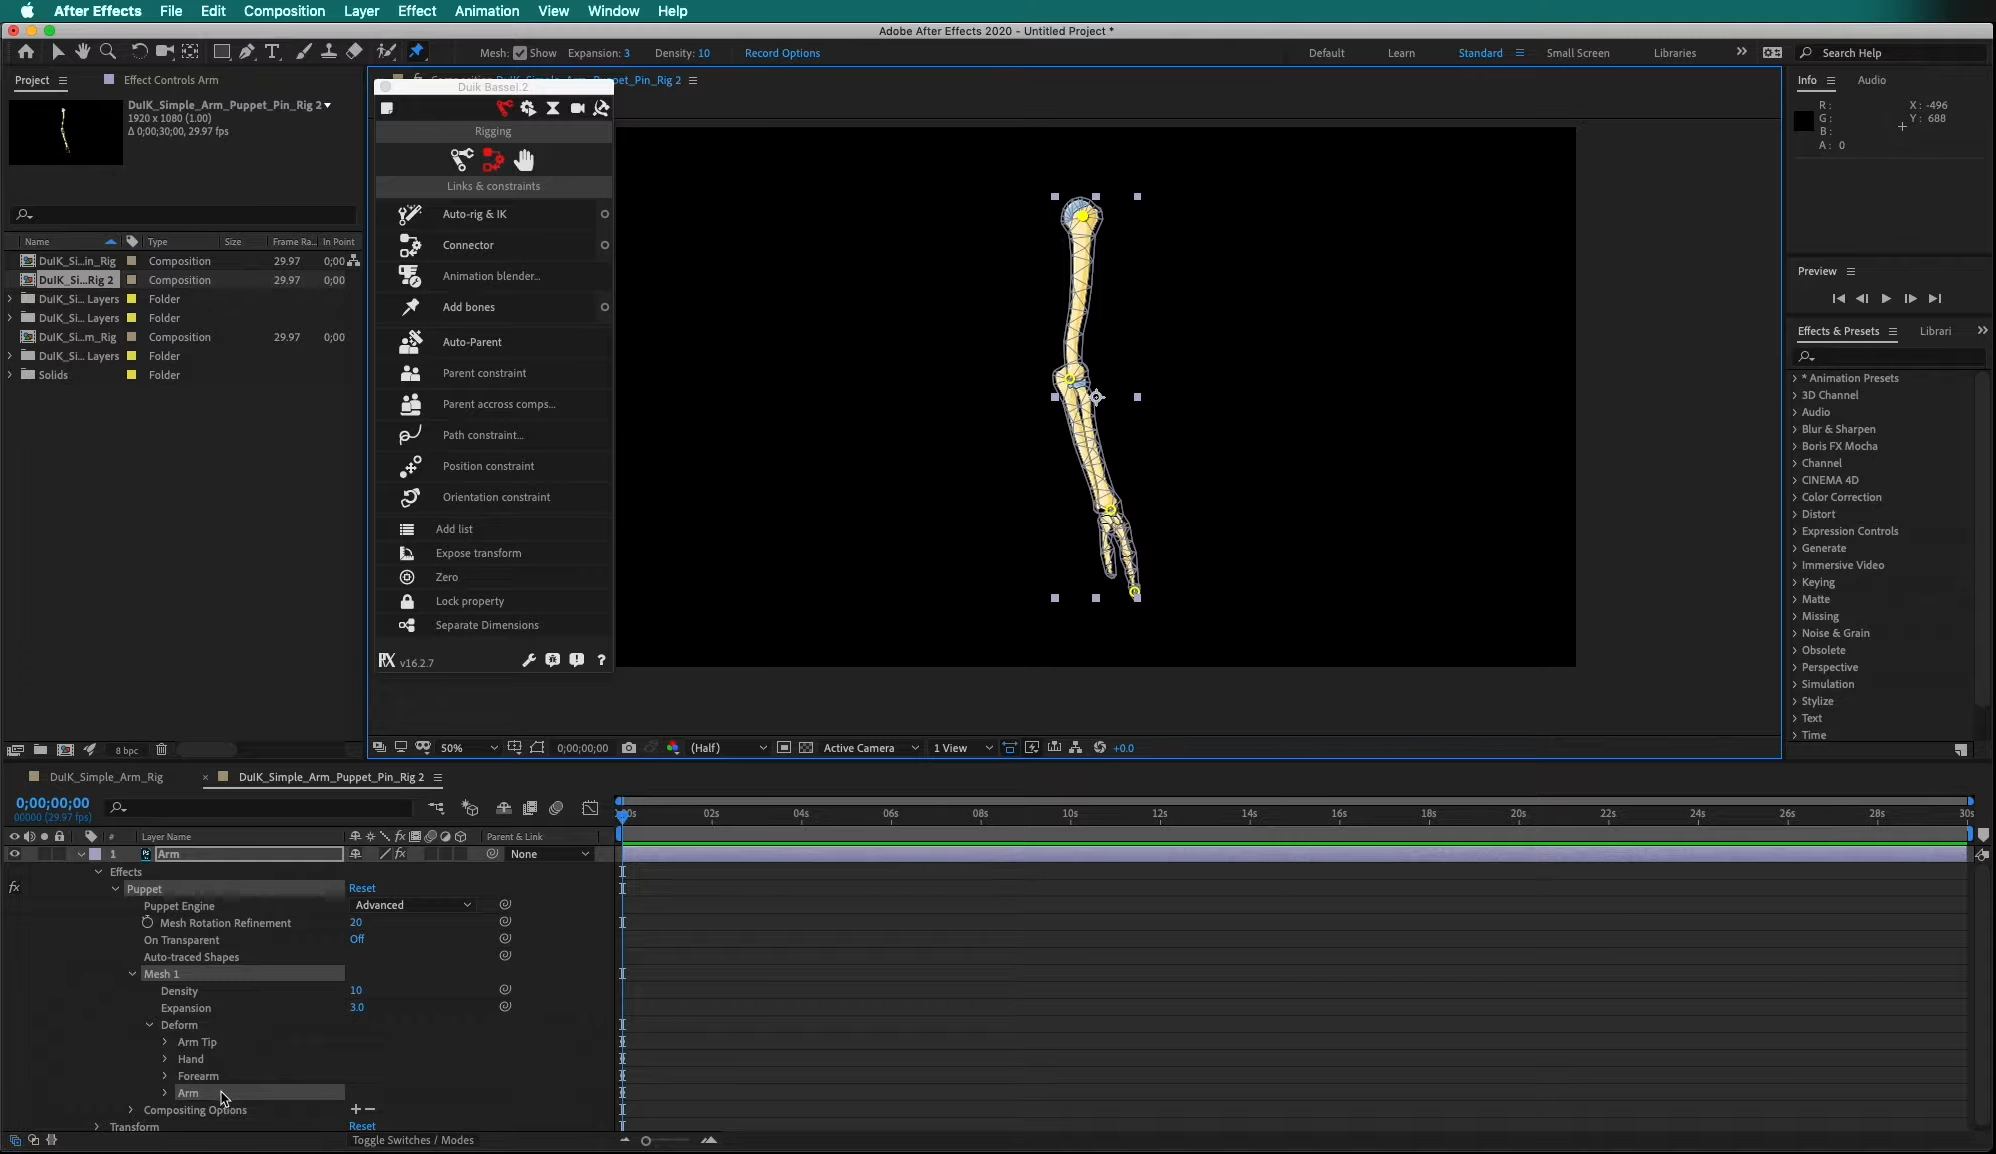 After Effects File Edit Composition Layer Effect Animation View Window Help
Adobe After Effects 2020 - Untitled Project *
Mesh: Show Expansion: 3 Density: 10 Record Options Default Learn Standard Small Screen Libraries Search Help
Project Effect Controls Arm
DuIK_Simple_Arm_Puppet_Pin_Rig 2
1920 x 1080 (1.00)
Δ 0;00;30;00, 29.97 fps
Name Type Size Frame Ra... In Point
DuIK_Si...in_Rig Composition 29.97 0;00
DuIK_Si...Rig 2 Composition 29.97 0;00
DuIK_Si... Layers Folder
DuIK_Si... Layers Folder
DuIK_Si...m_Rig Composition 29.97 0;00
DuIK_Si... Layers Folder
Solids Folder
8 bpc
Duik Bassel.2
Rigging
Links & constraints
Auto-rig & IK
Connector
Animation blender...
Add bones
Auto-Parent
Parent constraint
Parent accross comps...
Path constraint...
Position constraint
Orientation constraint
Add list
Expose transform
Zero
Lock property
Separate Dimensions
v16.2.7 ?
50% 0;00;00;00 (Half) Active Camera 1 View +0.0
Info Audio
R: X: -496
G: Y: 688
B:
A: 0
Preview
Effects & Presets Librari
* Animation Presets
3D Channel
Audio
Blur & Sharpen
Boris FX Mocha
Channel
CINEMA 4D
Color Correction
Distort
Expression Controls
Generate
Immersive Video
Keying
Matte
Missing
Noise & Grain
Obsolete
Perspective
Simulation
Stylize
Text
Time
DuIK_Simple_Arm_Rig × DuIK_Simple_Arm_Puppet_Pin_Rig 2
0;00;00;00
00000 (29.97 fps)
02s 04s 06s 08s 10s 12s 14s 16s 18s 20s 22s 24s 26s 28s 30s
# Layer Name fx Parent & Link
1 Ps Arm fx None
Effects
fx Puppet Reset
Puppet Engine Advanced
Mesh Rotation Refinement 20
On Transparent Off
Auto-traced Shapes
Mesh 1
Density 10
Expansion 3.0
Deform
Arm Tip
Hand
Forearm
Arm
Compositing Options
Transform Reset
Toggle Switches / Modes